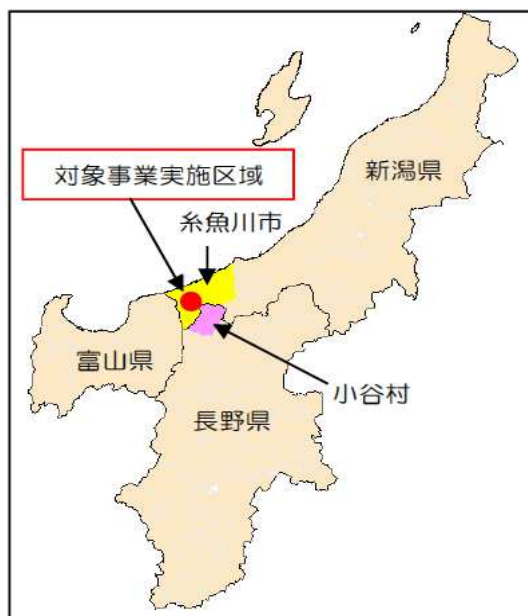 対象事業実施区域
新潟県
糸魚川市
富山県
小谷村
長野県